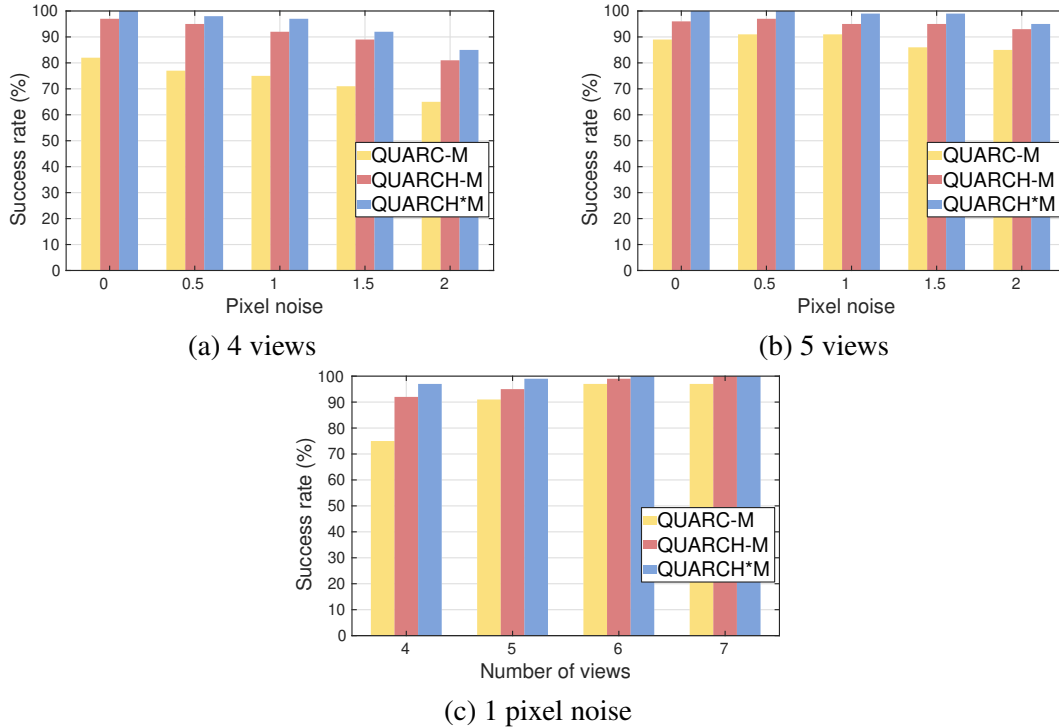 100
90
80
70
60
50
40
30
20
10
0
Success rate (%)
QUARC-M
QUARCH-M
QUARCH*M
0 0.5 1 1.5 2
Pixel noise
(a) 4 views
100
90
80
70
60
50
40
30
20
10
0
Success rate (%)
QUARC-M
QUARCH-M
QUARCH*M
0 0.5 1 1.5 2
Pixel noise
(b) 5 views
100
90
80
70
60
50
40
30
20
10
0
Success rate (%)
QUARC-M
QUARCH-M
QUARCH*M
4 5 6 7
Number of views
(c) 1 pixel noise